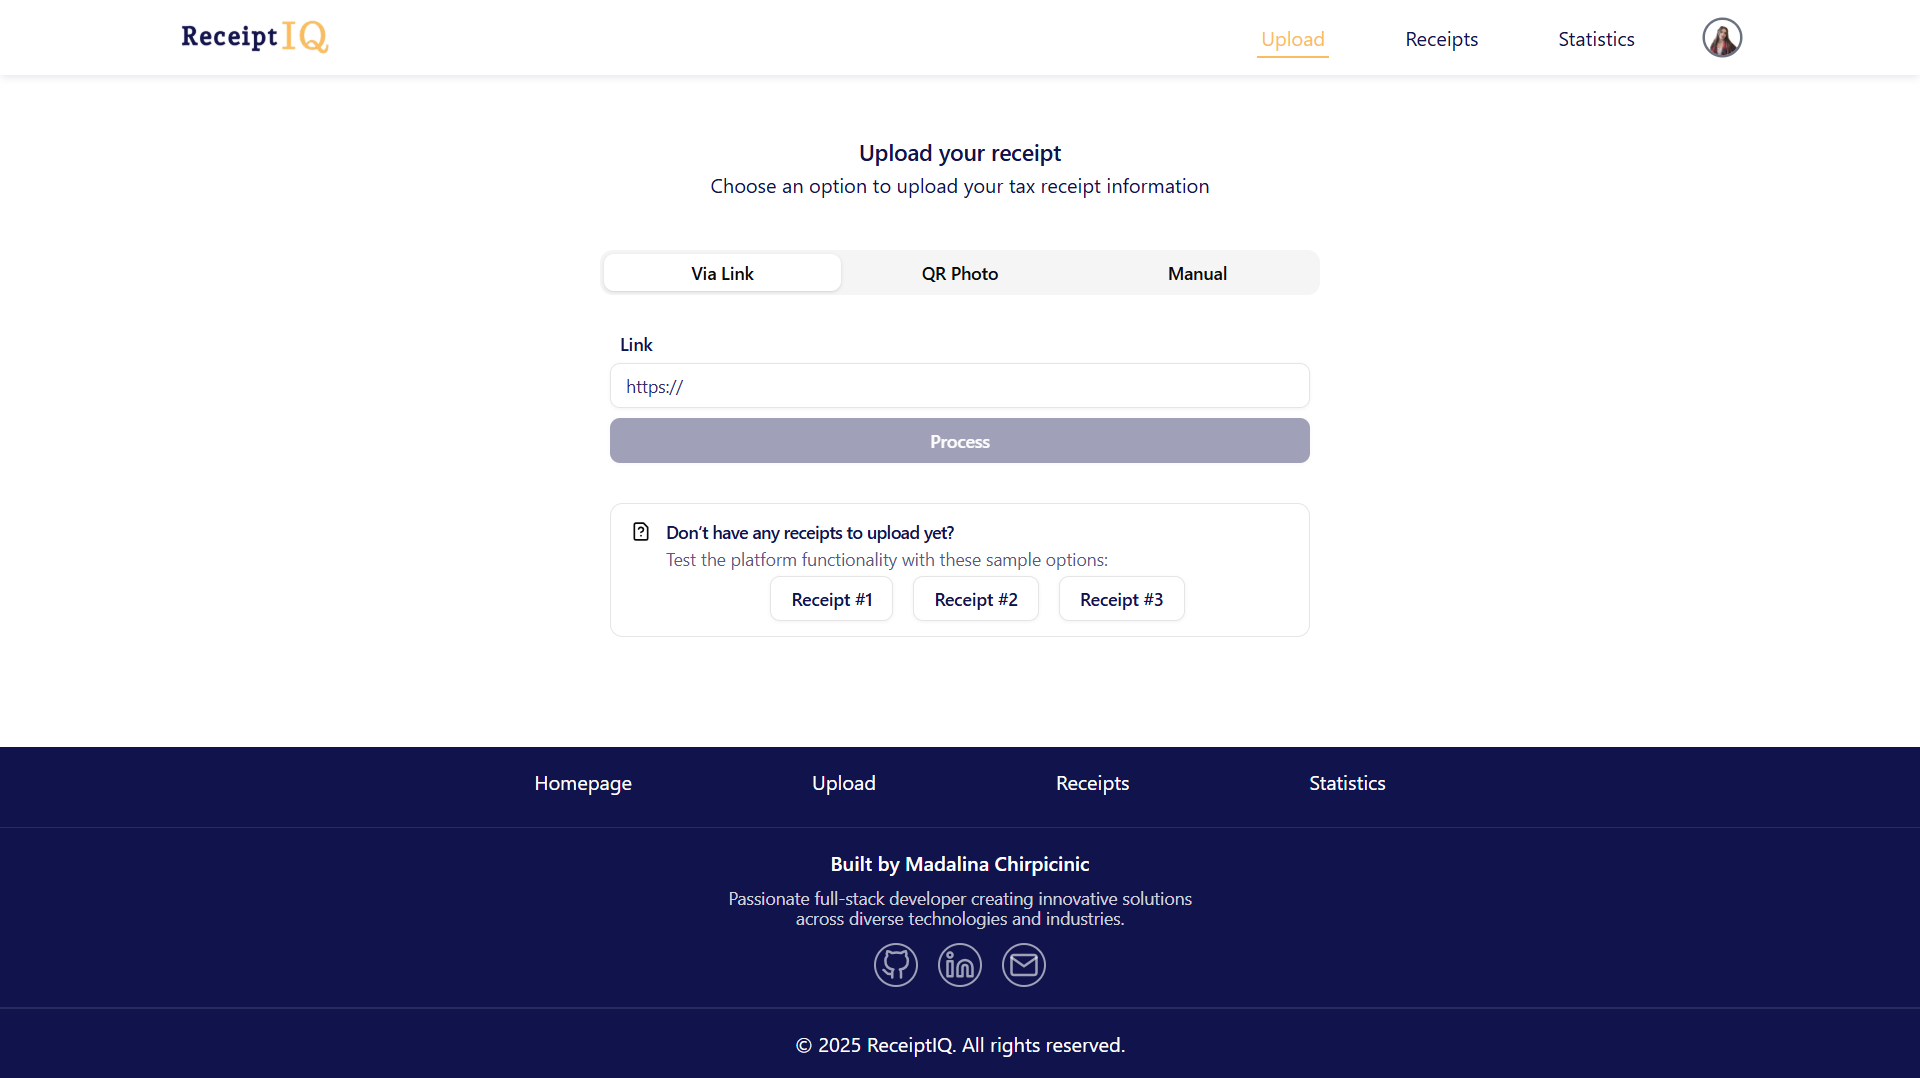 ReceiptIQ
Upload
Receipts
Statistics
Upload your receipt
Choose an option to upload your tax receipt information
Via Link
QR Photo
Manual
Link
https://
Process
Don't have any receipts to upload yet?
Test the platform functionality with these sample options:
Receipt #1
Receipt #2
Receipt #3
Homepage
Upload
Receipts
Statistics
Built by Madalina Chirpicinic
Passionate full-stack developer creating innovative solutions
across diverse technologies and industries.
© 2025 ReceiptIQ. All rights reserved.